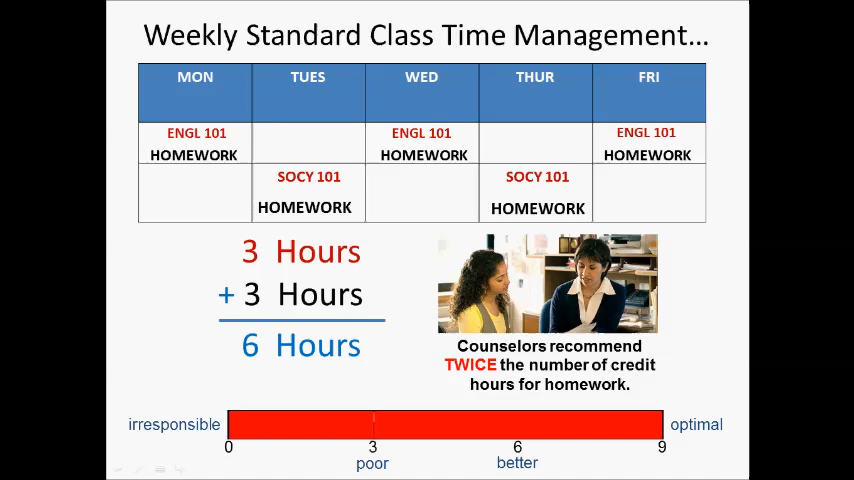 Weekly Standard Class Time Management...
MON TUES WED THUR FRI
ENGL 101 ENGL 101 ENGL 101
HOMEWORK HOMEWORK HOMEWORK
SOCY 101 SOCY 101
HOMEWORK HOMEWORK
3 Hours
+ 3 Hours
6 Hours
Counselors recommend
TWICE the number of credit
hours for homework.
irresponsible optimal
0 3 6 9
poor better